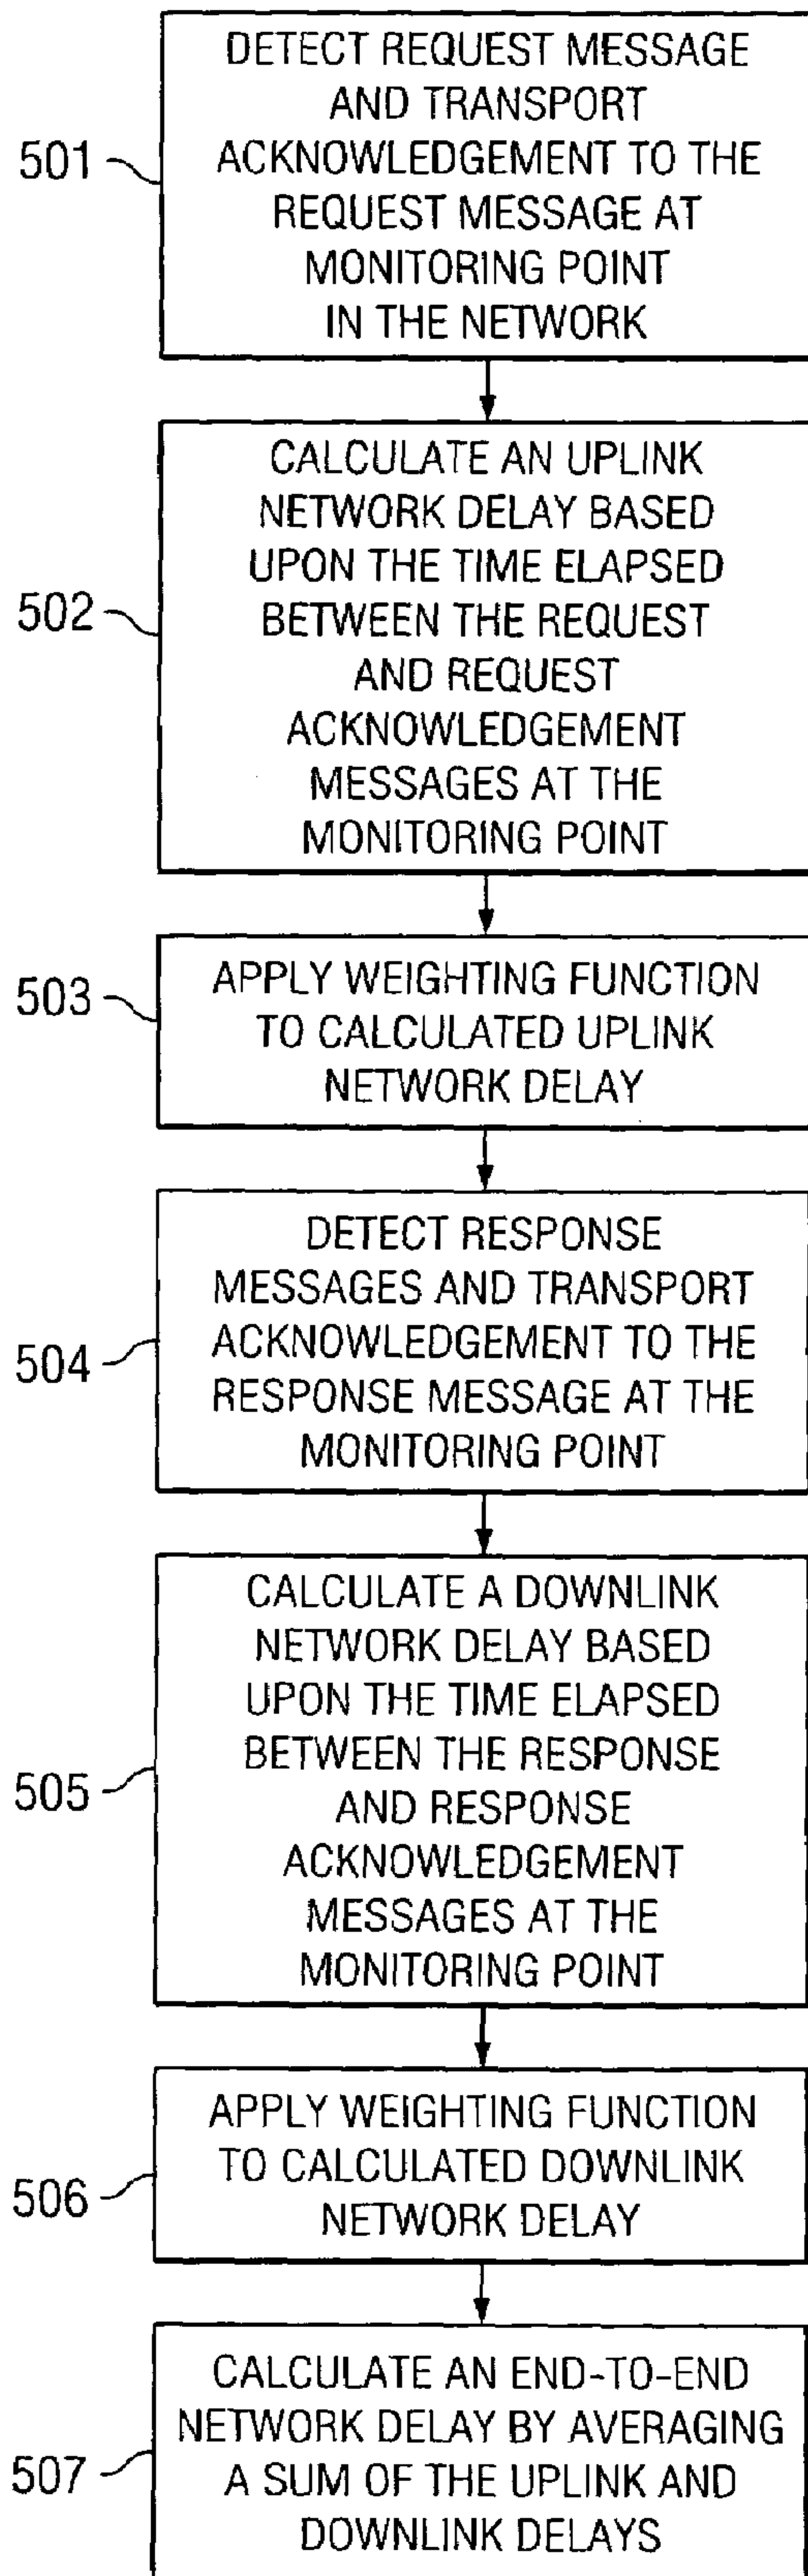 501
DETECT REQUEST MESSAGE
AND TRANSPORT
ACKNOWLEDGEMENT TO THE
REQUEST MESSAGE AT
MONITORING POINT
IN THE NETWORK
502
CALCULATE AN UPLINK
NETWORK DELAY BASED
UPON THE TIME ELAPSED
BETWEEN THE REQUEST
AND REQUEST
ACKNOWLEDGEMENT
MESSAGES AT THE
MONITORING POINT
503
APPLY WEIGHTING FUNCTION
TO CALCULATED UPLINK
NETWORK DELAY
504
DETECT RESPONSE
MESSAGES AND TRANSPORT
ACKNOWLEDGEMENT TO THE
RESPONSE MESSAGE AT THE
MONITORING POINT
505
CALCULATE A DOWNLINK
NETWORK DELAY BASED
UPON THE TIME ELAPSED
BETWEEN THE RESPONSE
AND RESPONSE
ACKNOWLEDGEMENT
MESSAGES AT THE
MONITORING POINT
506
APPLY WEIGHTING FUNCTION
TO CALCULATED DOWNLINK
NETWORK DELAY
507
CALCULATE AN END-TO-END
NETWORK DELAY BY AVERAGING
A SUM OF THE UPLINK AND
DOWNLINK DELAYS